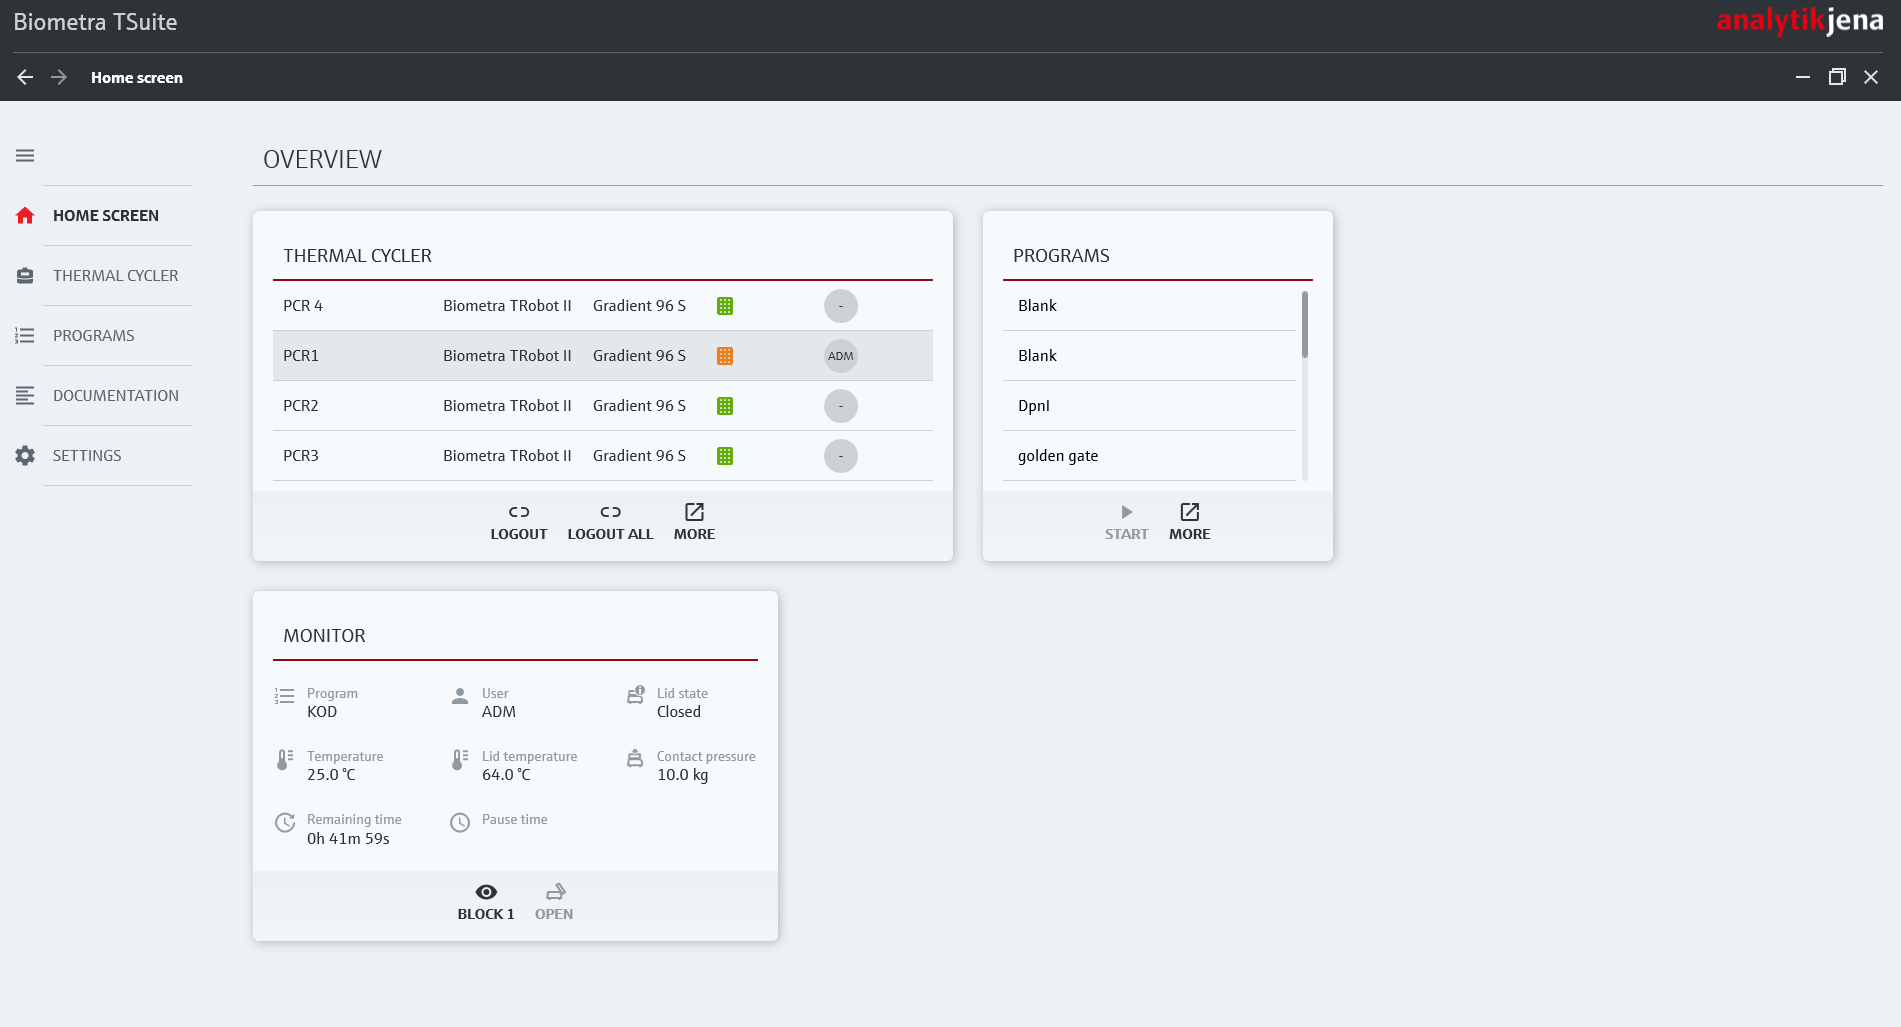 Biometra TSuite
analytikjena
Home screen
OVERVIEW
HOME SCREEN
THERMAL CYCLER
PROGRAMS
DOCUMENTATION
SETTINGS
THERMAL CYCLER
PCR 4 Biometra TRobot II Gradient 96 S -
PCR1 Biometra TRobot II Gradient 96 S ADM
PCR2 Biometra TRobot II Gradient 96 S -
PCR3 Biometra TRobot II Gradient 96 S -
LOGOUT LOGOUT ALL MORE
PROGRAMS
Blank
Blank
DpnI
golden gate
START MORE
MONITOR
Program User Lid state
KOD ADM Closed
Temperature Lid temperature Contact pressure
25.0 °C 64.0 °C 10.0 kg
Remaining time Pause time
0h 41m 59s
BLOCK 1 OPEN